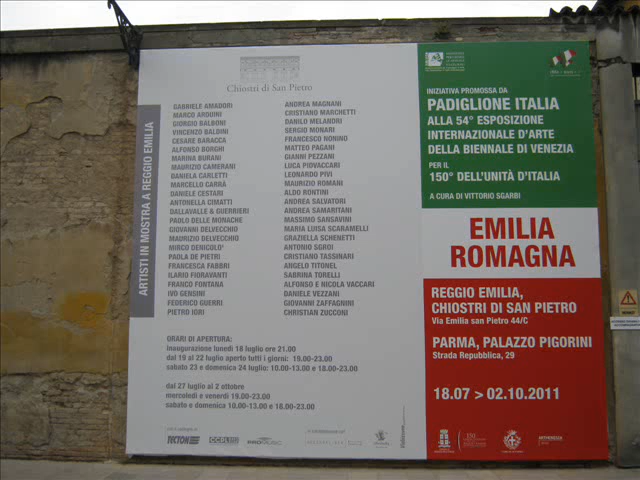 Chiostri di San Pietro
ARTISTI IN MOSTRA A REGGIO EMILIA
GABRIELE AMADORI
MARCO ARDUINI
GIORGIO BALBONI
VINCENZO BALDINI
CESARE BARACCA
ALFONSO BORGHI
MARINA BURANI
MAURIZIO CAMERANI
DANIELA CARLETTI
MARCELLO CARRÀ
DANIELE CESTARI
ANTONELLA CIMATTI
DALLAVALLE & GUERRIERI
PAOLO DELLE MONACHE
GIOVANNI DELVECCHIO
MAURIZIO DELVECCHIO
MIRCO DENICOLO'
PAOLA DE PIETRI
FRANCESCA FABBRI
ILARIO FIORAVANTI
FRANCO FONTANA
IVO GENSINI
FEDERICO GUERRI
PIETRO IORI
ANDREA MAGNANI
CRISTIANO MARCHETTI
DANILO MELANDRI
SERGIO MONARI
FRANCESCO NONINO
MATTEO PAGANI
GIANNI PEZZANI
LUCA PIOVACCARI
LEONARDO PIVI
MAURIZIO ROMANI
ALDO RONTINI
ANDREA SALVATORI
ANDREA SAMARITANI
MASSIMO SANSAVINI
MARIA LUISA SCARAMELLI
GRAZIELLA SCHENETTI
ANTONIO SGROI
CRISTIANO TASSINARI
ANGELO TITONEL
SABRINA TORELLI
ALFONSO E NICOLA VACCARI
DANIELE VEZZANI
GIOVANNI ZAFFAGNINI
CHRISTIAN ZUCCONI
ORARI DI APERTURA:
inaugurazione lunedì 18 luglio ore 21.00
dal 19 al 22 luglio aperto tutti i giorni: 19.00-23.00
sabato 23 e domenica 24 luglio: 10.00-13.00 e 18.00-23.00
dal 27 luglio al 2 ottobre
mercoledì e venerdì 19.00-23.00
sabato e domenica 10.00-13.00 e 18.00-23.00
TECTON
CCPL
INIZIATIVA PROMOSSA DA
PADIGLIONE ITALIA
ALLA 54° ESPOSIZIONE
INTERNAZIONALE D'ARTE
DELLA BIENNALE DI VENEZIA
PER IL
150° DELL'UNITÀ D'ITALIA
A CURA DI VITTORIO SGARBI
EMILIA
ROMAGNA
REGGIO EMILIA,
CHIOSTRI DI SAN PIETRO
Via Emilia san Pietro 44/C
PARMA, PALAZZO PIGORINI
Strada Repubblica, 29
18.07 > 02.10.2011